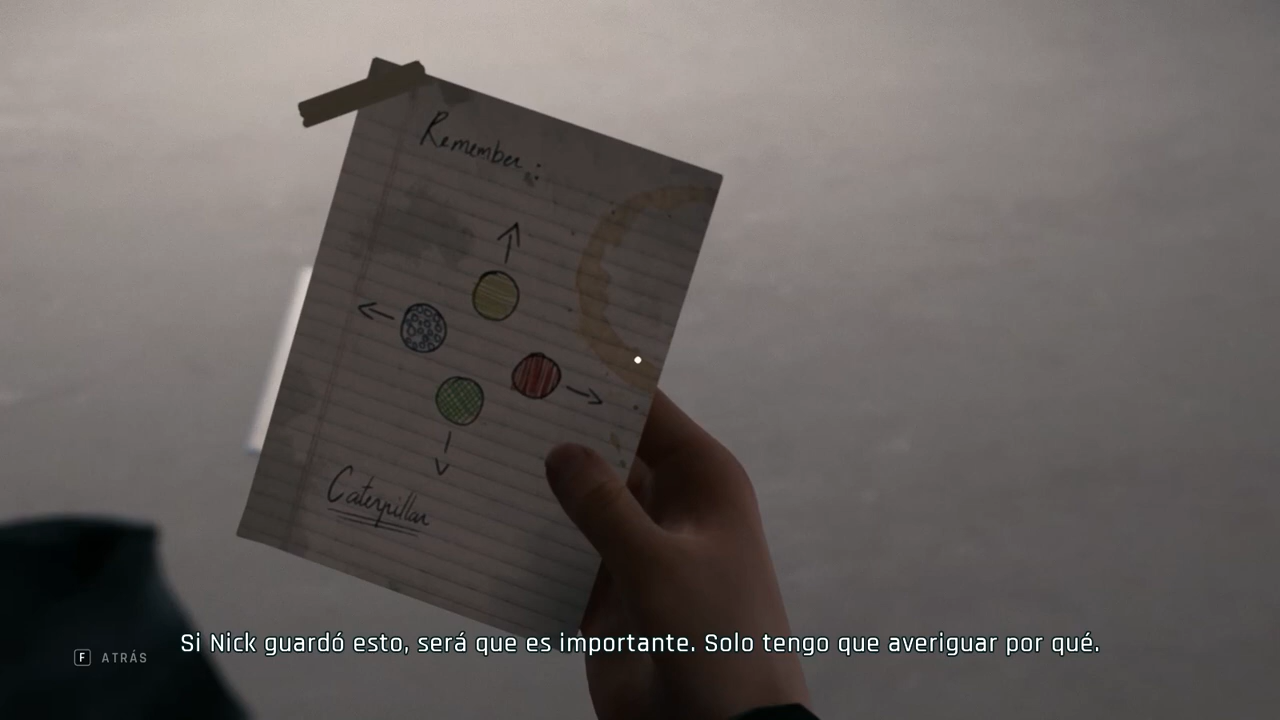 Remember:
Caterpillar
Si Nick guardó esto, será que es importante. Solo tengo que averiguar por qué.
F ATRÁS